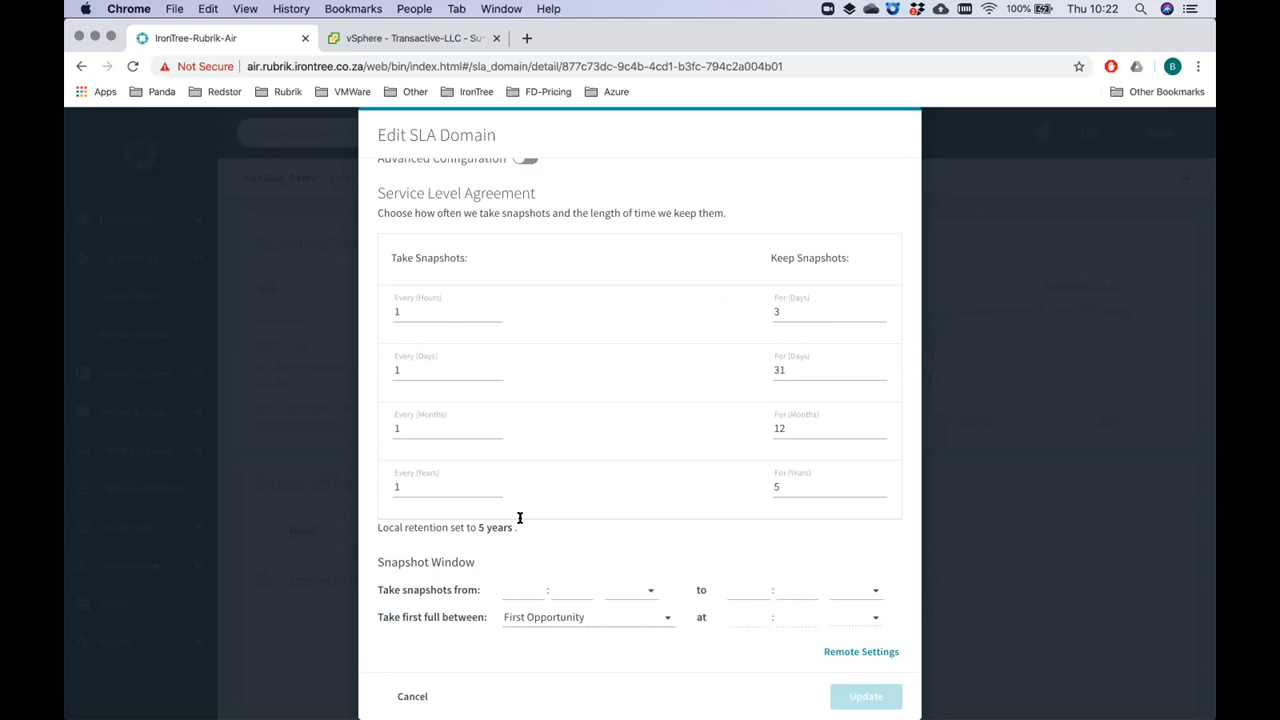 Chrome File Edit View History Bookmarks People Tab Window Help 100% Thu 10:22
IronTree-Rubrik-Air vSphere - Transactive-LLC - Su
Not Secure air.rubrik.irontree.co.za/web/bin/index.html#/sla_domain/detail/877c73dc-9c4b-4cd1-b3fc-794c2a004b01 B
Apps Panda Redstor Rubrik VMWare Other IronTree FD-Pricing Azure Other Bookmarks
Edit SLA Domain
Advanced Configuration
Service Level Agreement
Choose how often we take snapshots and the length of time we keep them.
Take Snapshots: Keep Snapshots:
Every (Hours) For (Days)
1 3
Every (Days) For (Days)
1 31
Every (Months) For (Months)
1 12
Every (Years) For (Years)
1 5
Local retention set to 5 years .
Snapshot Window
Take snapshots from: : to :
Take first full between: First Opportunity at :
Remote Settings
Cancel Update